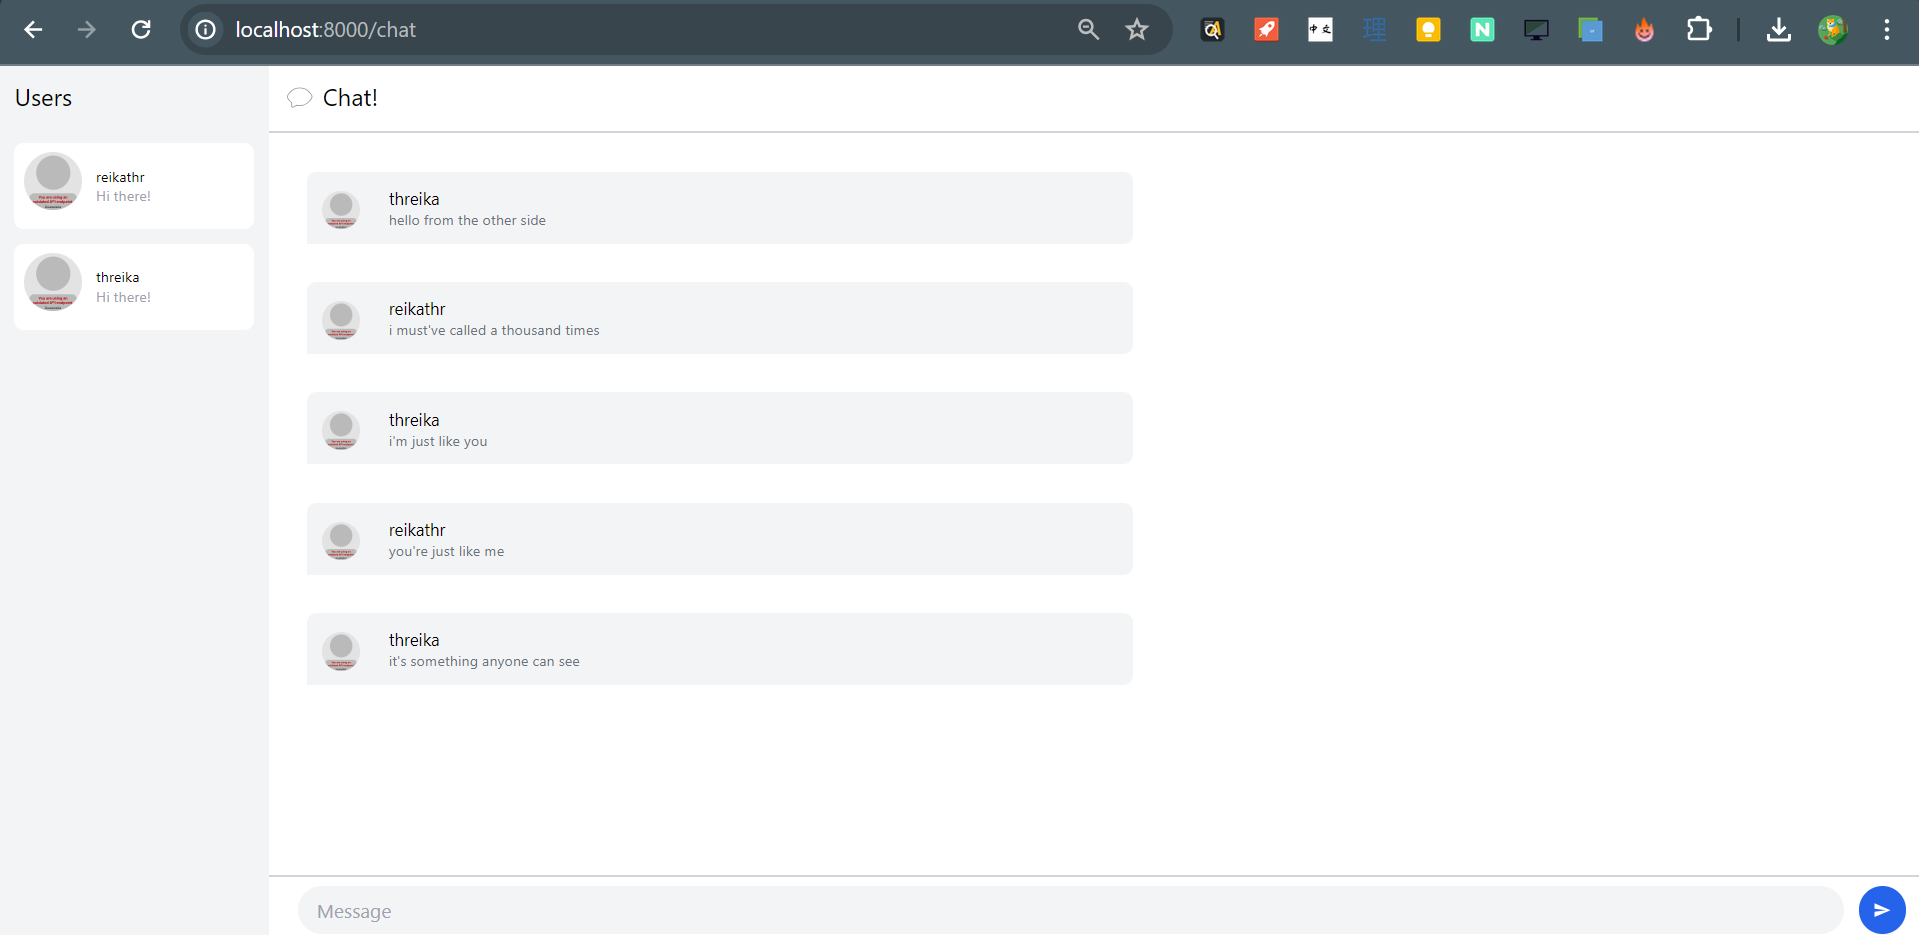 localhost:8000/chat
Users
Chat!
reikathr
Hi there!
threika
Hi there!
threika
hello from the other side
reikathr
i must've called a thousand times
threika
i'm just like you
reikathr
you're just like me
threika
it's something anyone can see
Message